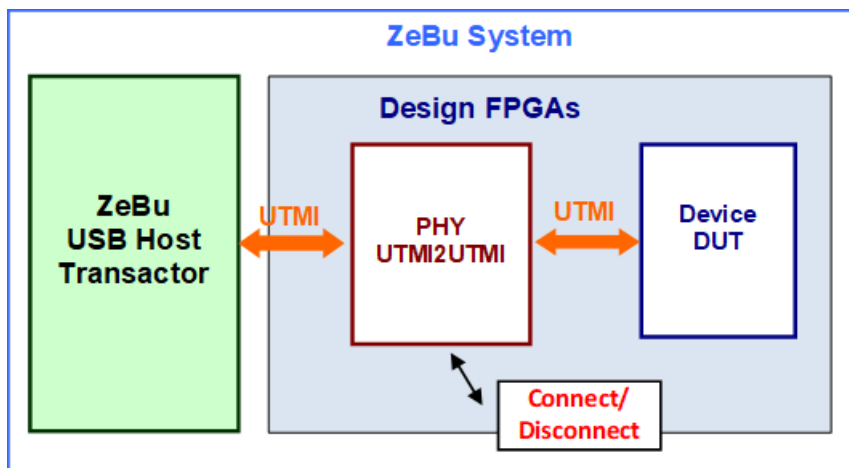 ZeBu System
Design FPGAs
ZeBu
USB Host
Transactor
UTMI
PHY
UTMI2UTMI
UTMI
Device
DUT
Connect/
Disconnect